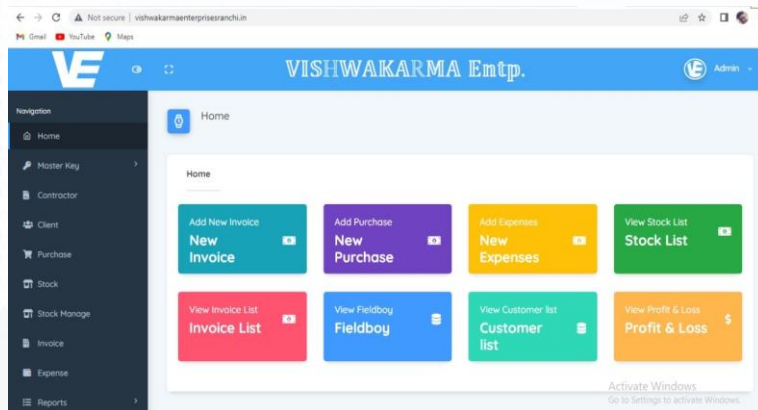 Not secure | vishwakarmaenterprisesranchi.in
Gmail YouTube Maps
VE VISHWAKARMA Entp. VE Admin
Navigation
Home
Master Key
Contractor
Client
Purchase
Stock
Stock Manage
Invoice
Expense
Reports
Home
Home
Add New Invoice
New
Invoice
Add Purchase
New
Purchase
Add Expenses
New
Expenses
View Stock List
Stock List
View Invoice List
Invoice List
View Fieldboy
Fieldboy
View Customer list
Customer
list
View Profit & Loss
Profit & Loss
$
Activate Windows
Go to Settings to activate Windows.